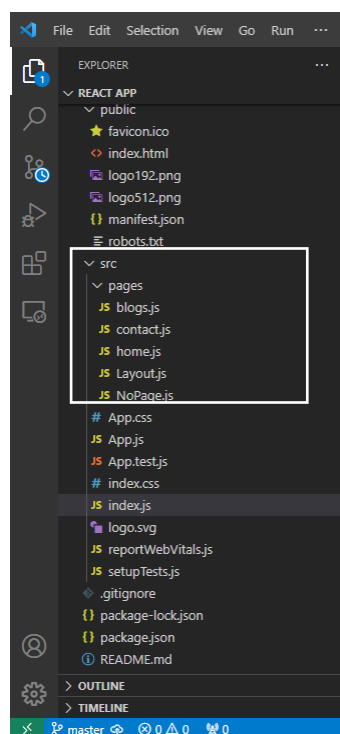 File Edit Selection View Go Run ...
EXPLORER ...
REACT APP
public
favicon.ico
<> index.html
logo192.png
logo512.png
{} manifest.json
robots.txt
src
pages
JS blogs.js
JS contact.js
JS home.js
JS Layout.js
JS NoPage.js
# App.css
JS App.js
JS App.test.js
# index.css
JS index.js
logo.svg
JS reportWebVitals.js
JS setupTests.js
.gitignore
{} package-lock.json
{} package.json
README.md
OUTLINE
TIMELINE
1
master 0 0 0